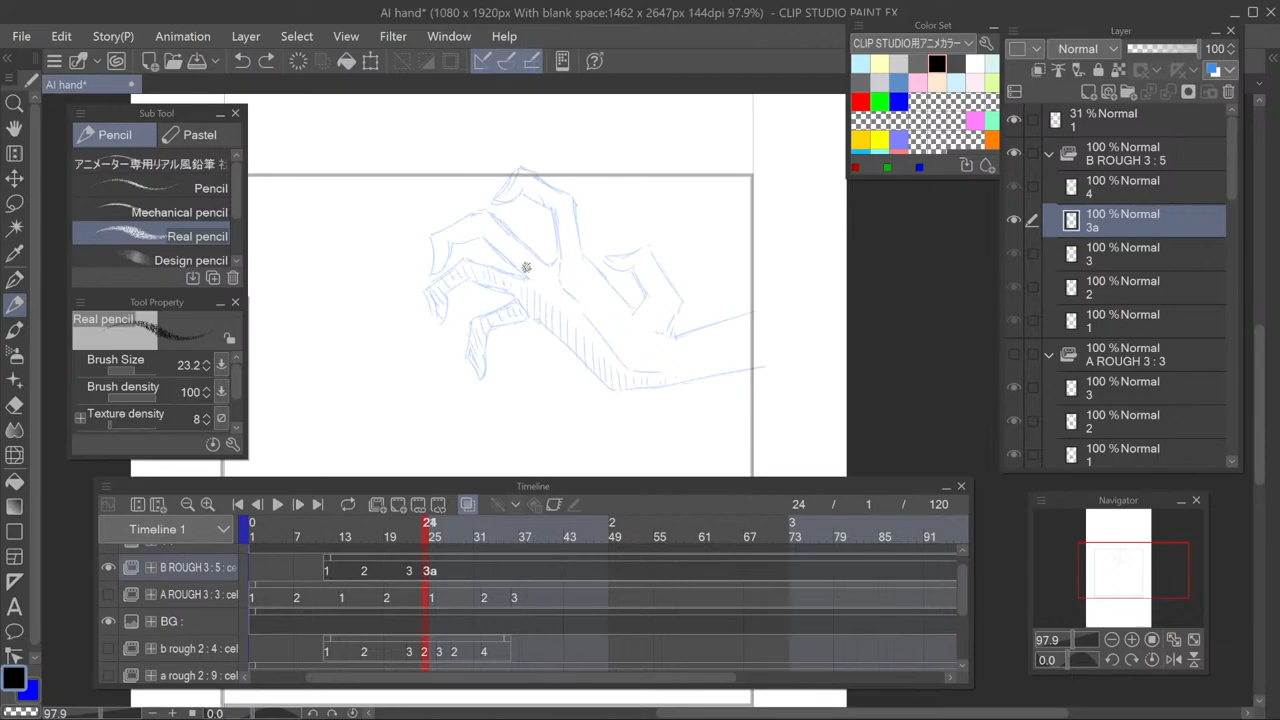 AI hand* (1080 x 1920px With blank space:1462 x 2647px 144dpi 97.9%) - CLIP STUDIO PAINT EX
File Edit Story(P) Animation Layer Select View Filter Window Help
AI hand*
Sub Tool
Pencil Pastel
アニメーター専用リアル風鉛筆
Pencil
Mechanical pencil
Real pencil
Design pencil
Tool Property
Real pencil
Brush Size 23.2
Brush density 100
Texture density 8
Color Set
CLIP STUDIO用アニメカラー
Layer
Normal 100
31 %Normal
1
100 %Normal
B ROUGH 3 : 5
100 %Normal
4
100 %Normal
3a
100 %Normal
3
100 %Normal
2
100 %Normal
1
100 %Normal
A ROUGH 3 : 3
100 %Normal
3
100 %Normal
2
100 %Normal
1
Timeline
24 / 1 / 120
Timeline 1
0 24 2 3
1 7 13 19 25 31 37 43 49 55 61 67 73 79 85 91
B ROUGH 3 : 5 : ce 1 2 3 3a
A ROUGH 3 : 3 : cel 1 2 1 2 1 2 3
BG :
b rough 2 : 4 : cel 1 2 3 2 3 2 4
a rough 2 : 9 : cel
Navigator
97.9
0.0
97.9 0.0